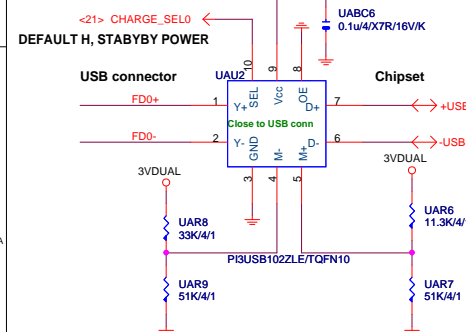 <21> CHARGE_SEL0
DEFAULT H, STABYBY POWER
UABC6
0.1u/4/X7R/16V/K
USB connector
UAU2
Chipset
10
9
8
SEL
Vcc
OE
FD0+
1
Y+
D+
7
+USB
Close to USB conn
FD0-
2
Y-
D-
6
-USB
GND
M-
M+
3
4
5
3VDUAL
3VDUAL
UAR8
33K/4/1
UAR6
11.3K/4/
PI3USB102ZLE/TQFN10
UAR9
51K/4/1
UAR7
51K/4/1
A